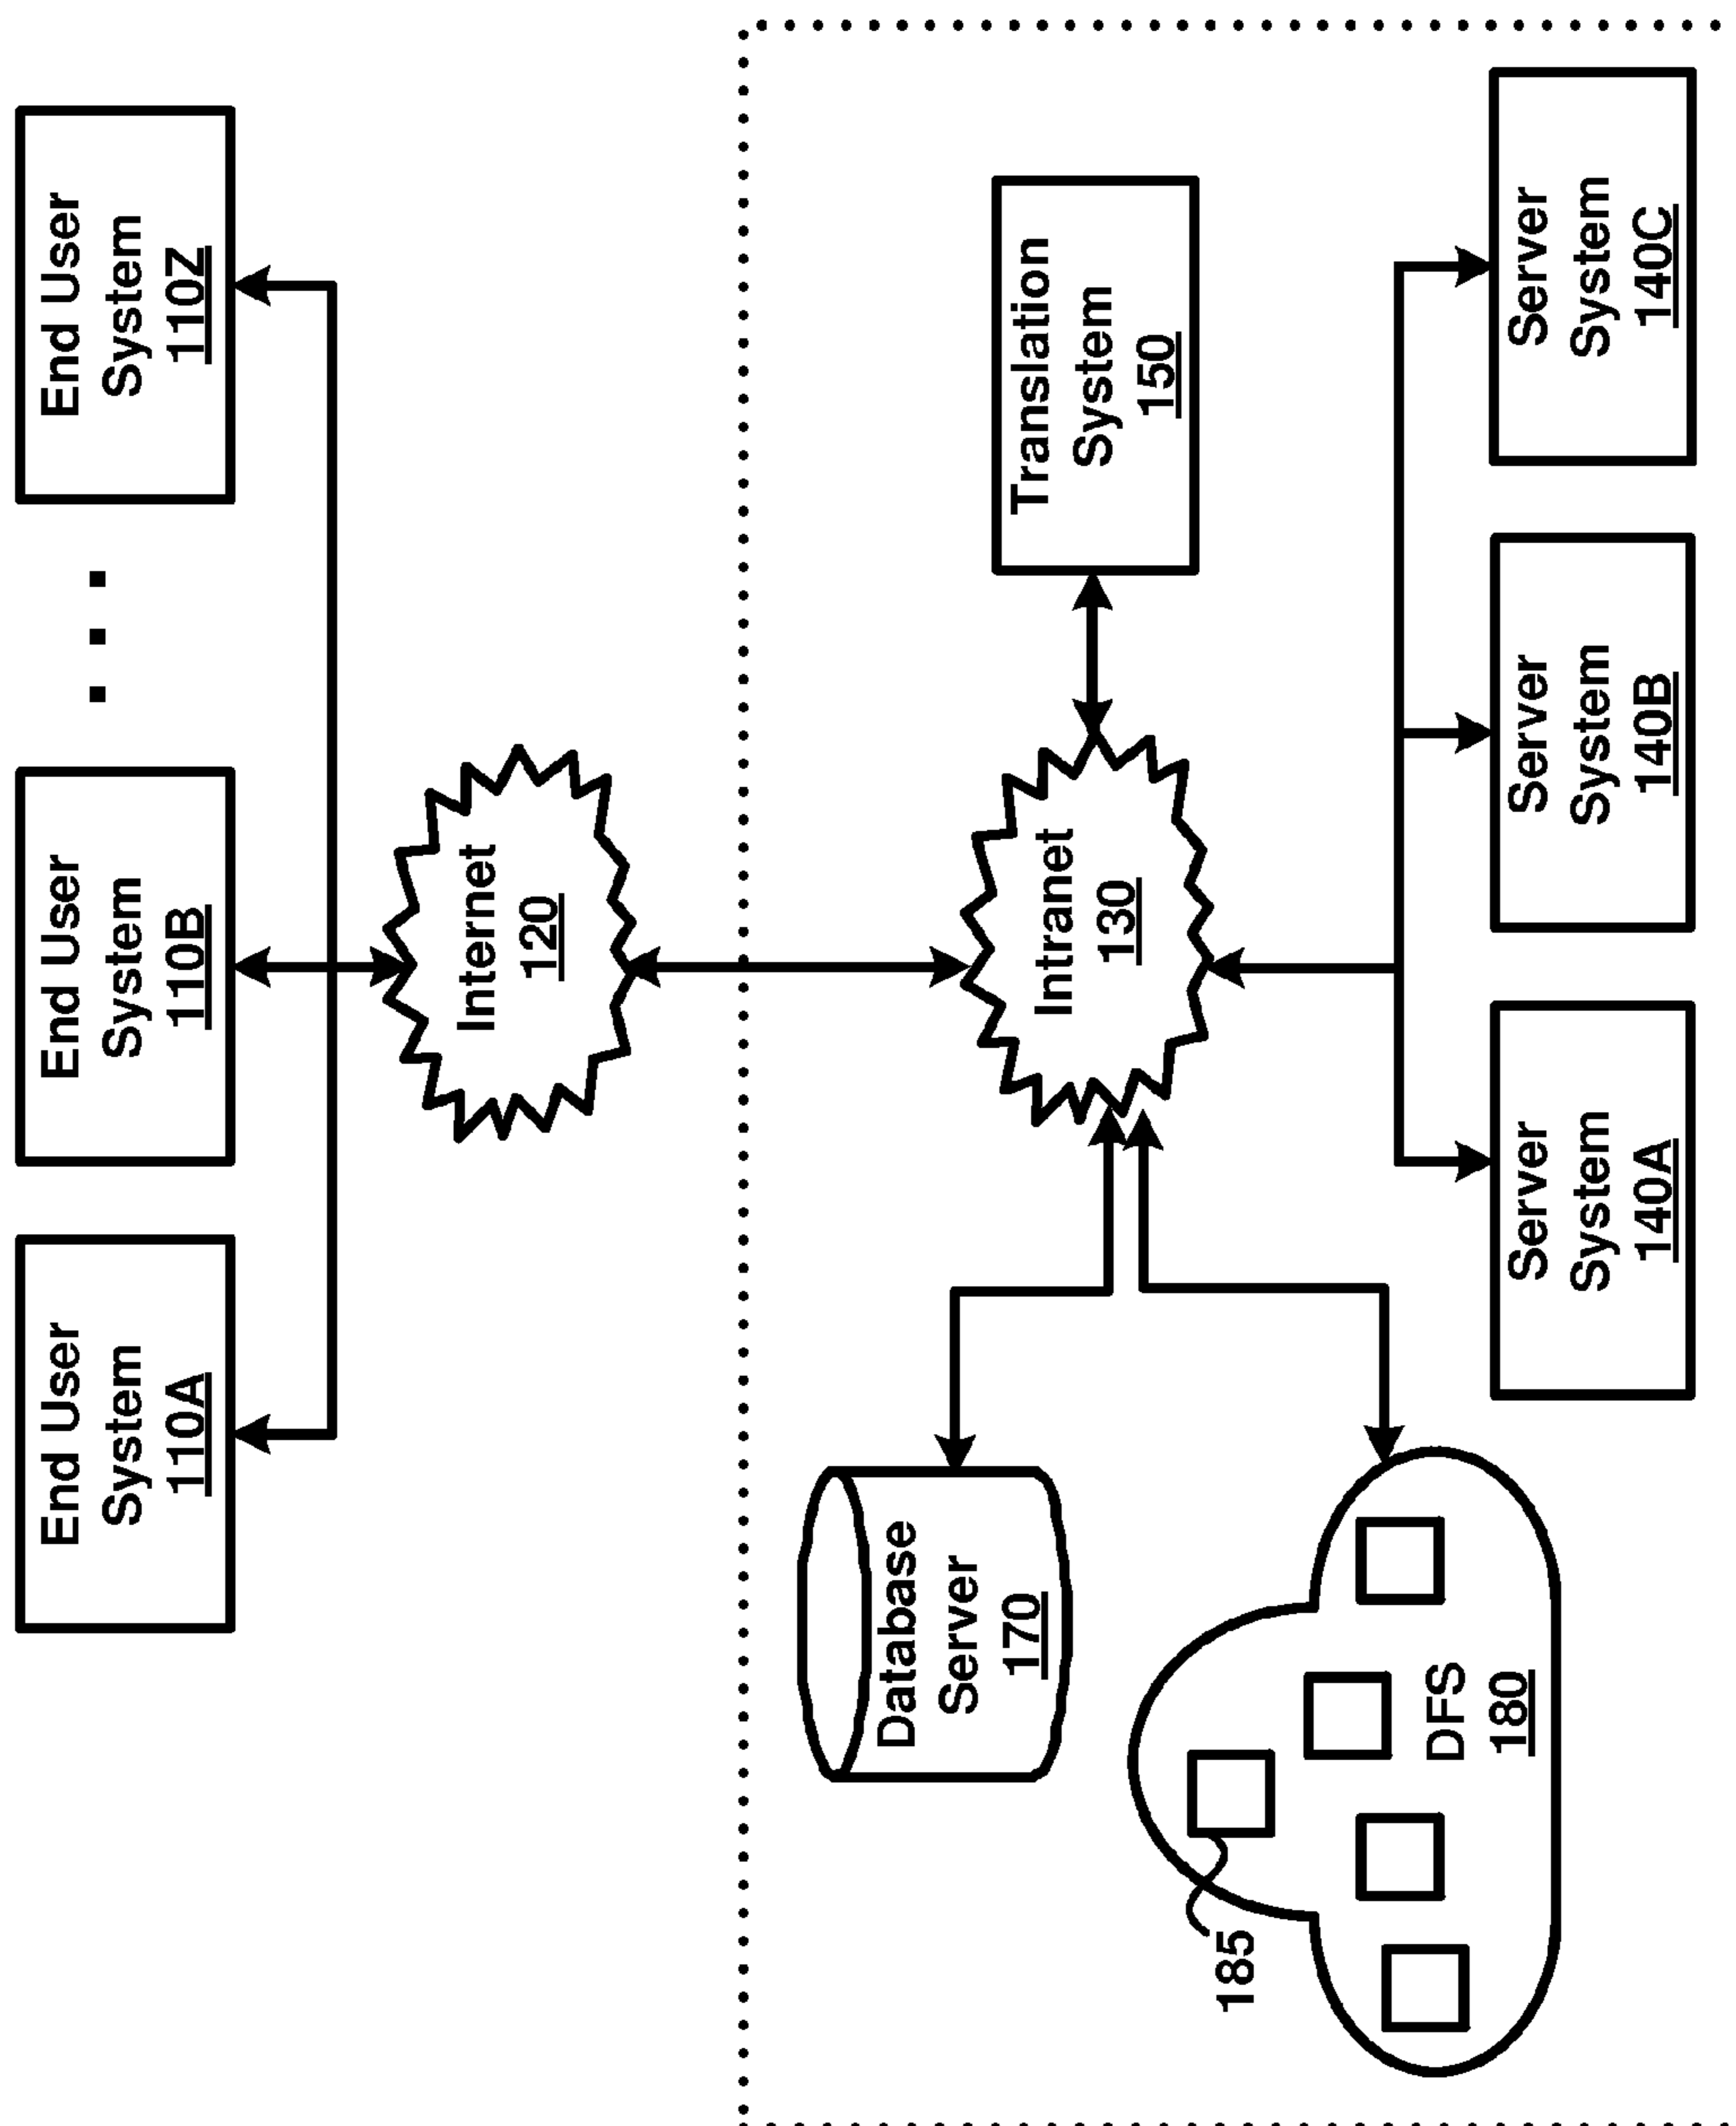 End User
System
110A
End User
System
110B
. . .
End User
System
110Z
Internet
120
Database
Server
170
Intranet
130
Translation
System
150
185
DFS
180
Server
System
140A
Server
System
140B
Server
System
140C